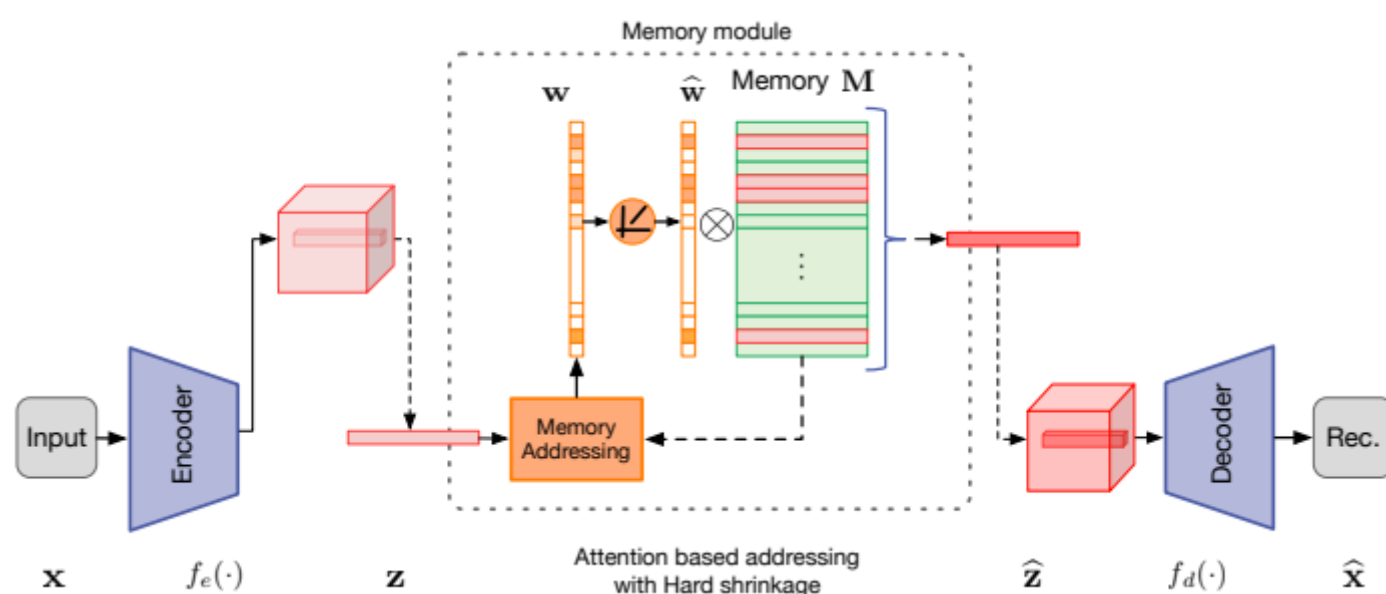 Memory module
w
ŵ
Memory M
⋮
Input
Encoder
Memory
Addressing
Decoder
Rec.
x
f_e(·)
z
Attention based addressing
with Hard shrinkage
ẑ
f_d(·)
x̂